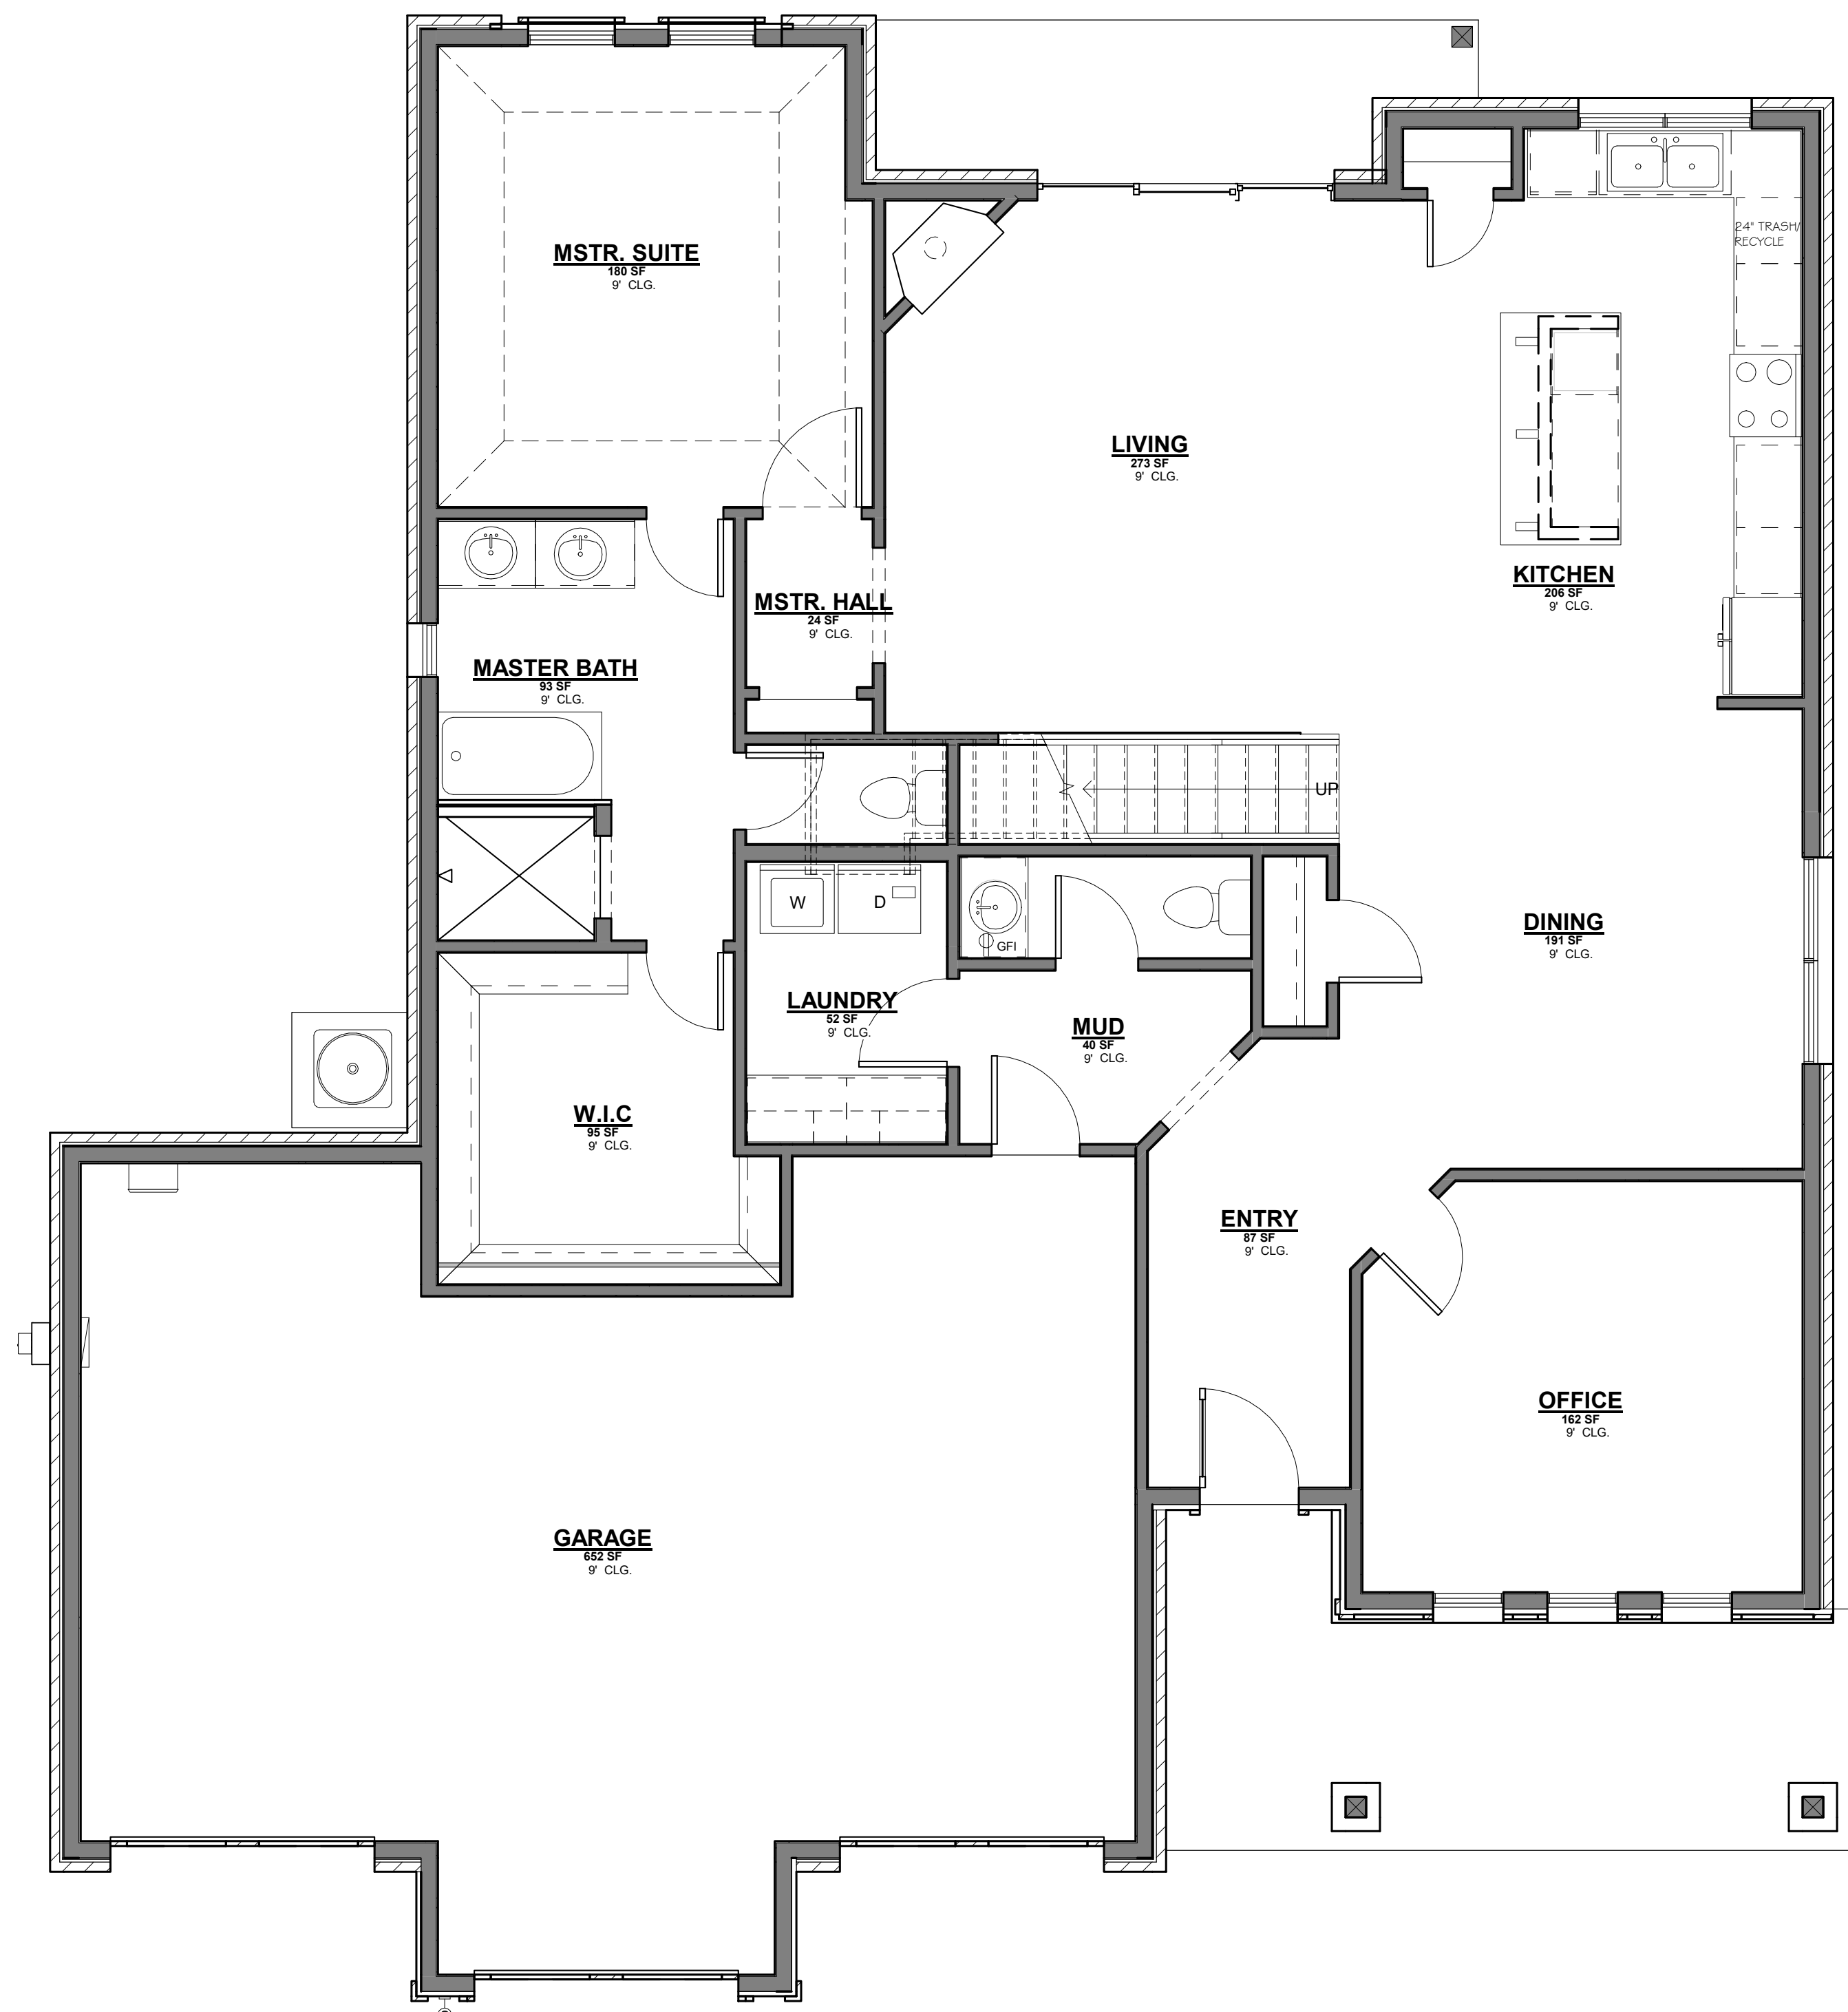 24" TRASH/
RECYCLE
MSTR. SUITE
180 SF
9' CLG.
LIVING
273 SF
9' CLG.
KITCHEN
206 SF
9' CLG.
MSTR. HALL
24 SF
9' CLG.
MASTER BATH
93 SF
9' CLG.
UP
W
D
GFI
DINING
191 SF
9' CLG.
LAUNDRY
52 SF
9' CLG.
MUD
40 SF
9' CLG.
W.I.C
95 SF
9' CLG.
ENTRY
87 SF
9' CLG.
OFFICE
162 SF
9' CLG.
GARAGE
652 SF
9' CLG.